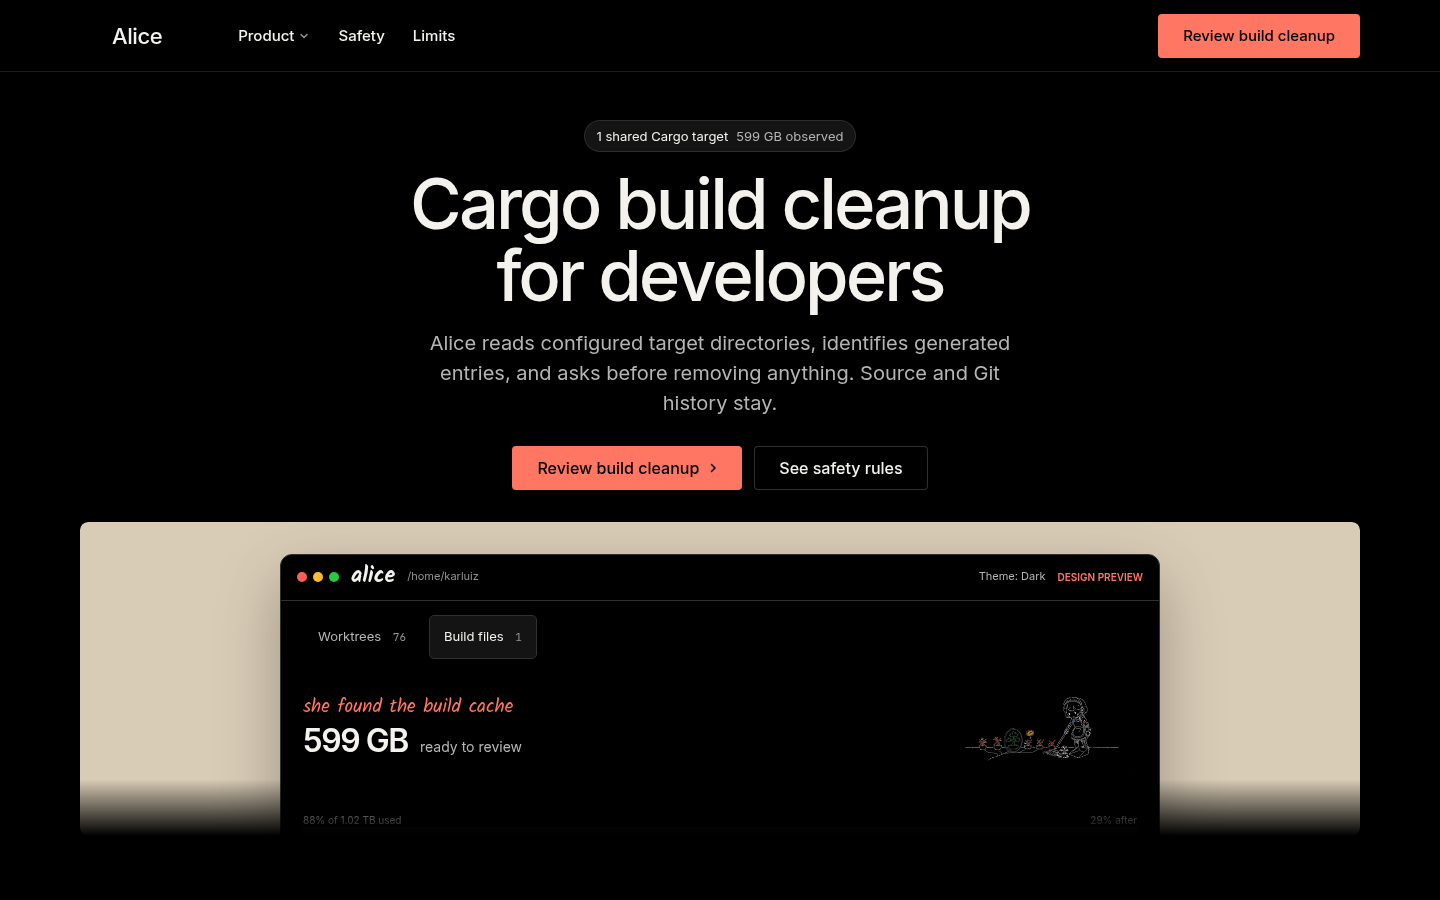 Alice
Product
Safety
Limits
Review build cleanup
1 shared Cargo target 599 GB observed
Cargo build cleanup
for developers
Alice reads configured target directories, identifies generated
entries, and asks before removing anything. Source and Git
history stay.
Review build cleanup
See safety rules
alice /home/karluiz
Theme: Dark DESIGN PREVIEW
Worktrees 76
Build files 1
she found the build cache
599 GB ready to review
88% of 1.02 TB used
29% after